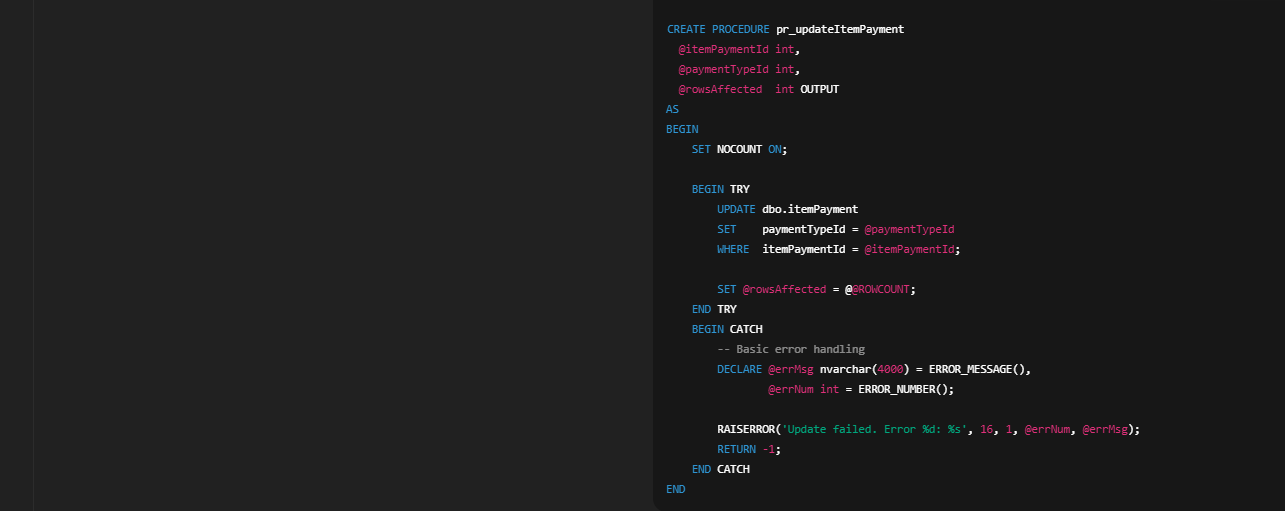 CREATE PROCEDURE pr_updateItemPayment
  @itemPaymentId int,
  @paymentTypeId int,
  @rowsAffected  int OUTPUT
AS
BEGIN
    SET NOCOUNT ON;

    BEGIN TRY
        UPDATE dbo.itemPayment
        SET    paymentTypeId = @paymentTypeId
        WHERE  itemPaymentId = @itemPaymentId;

        SET @rowsAffected = @@ROWCOUNT;
    END TRY
    BEGIN CATCH
        -- Basic error handling
        DECLARE @errMsg nvarchar(4000) = ERROR_MESSAGE(),
                @errNum int = ERROR_NUMBER();

        RAISERROR('Update failed. Error %d: %s', 16, 1, @errNum, @errMsg);
        RETURN -1;
    END CATCH
END